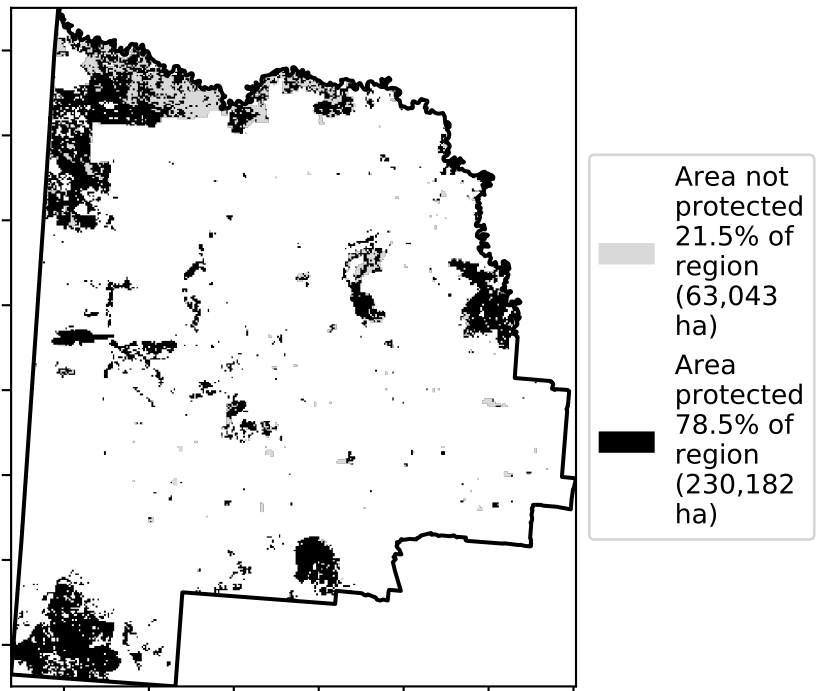 Area not
protected
21.5% of
region
(63,043
ha)
Area
protected
78.5% of
region
(230,182
ha)